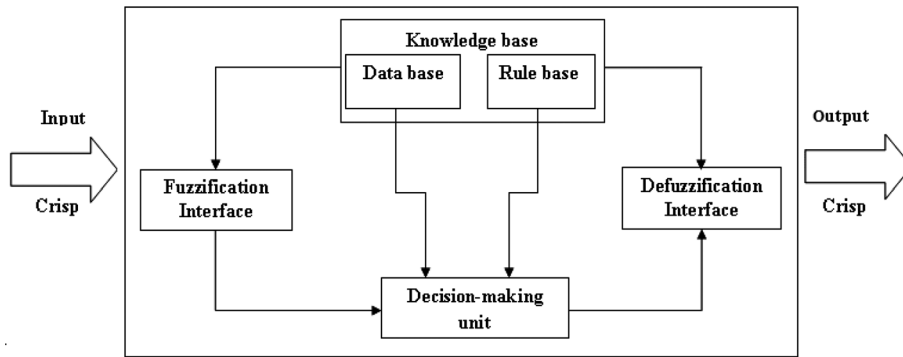 Knowledge base
Data base
Rule base
Input
Crisp
Fuzzification
Interface
Decision-making
unit
Defuzzification
Interface
Output
Crisp